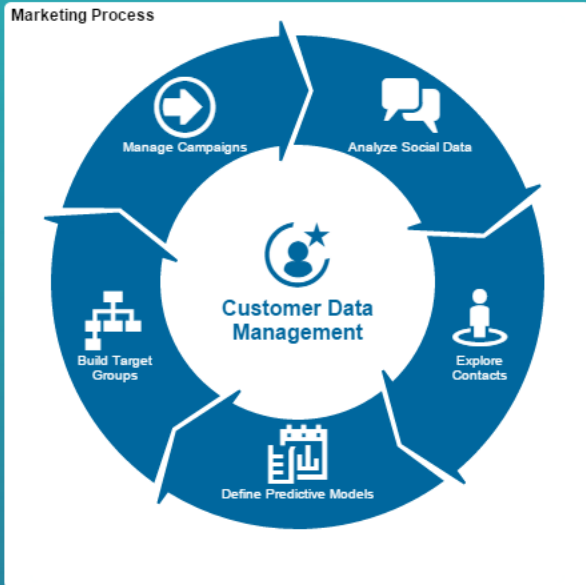 Marketing Process
Manage Campaigns
Analyze Social Data
Customer Data
Management
Build Target
Groups
Explore
Contacts
Define Predictive Models